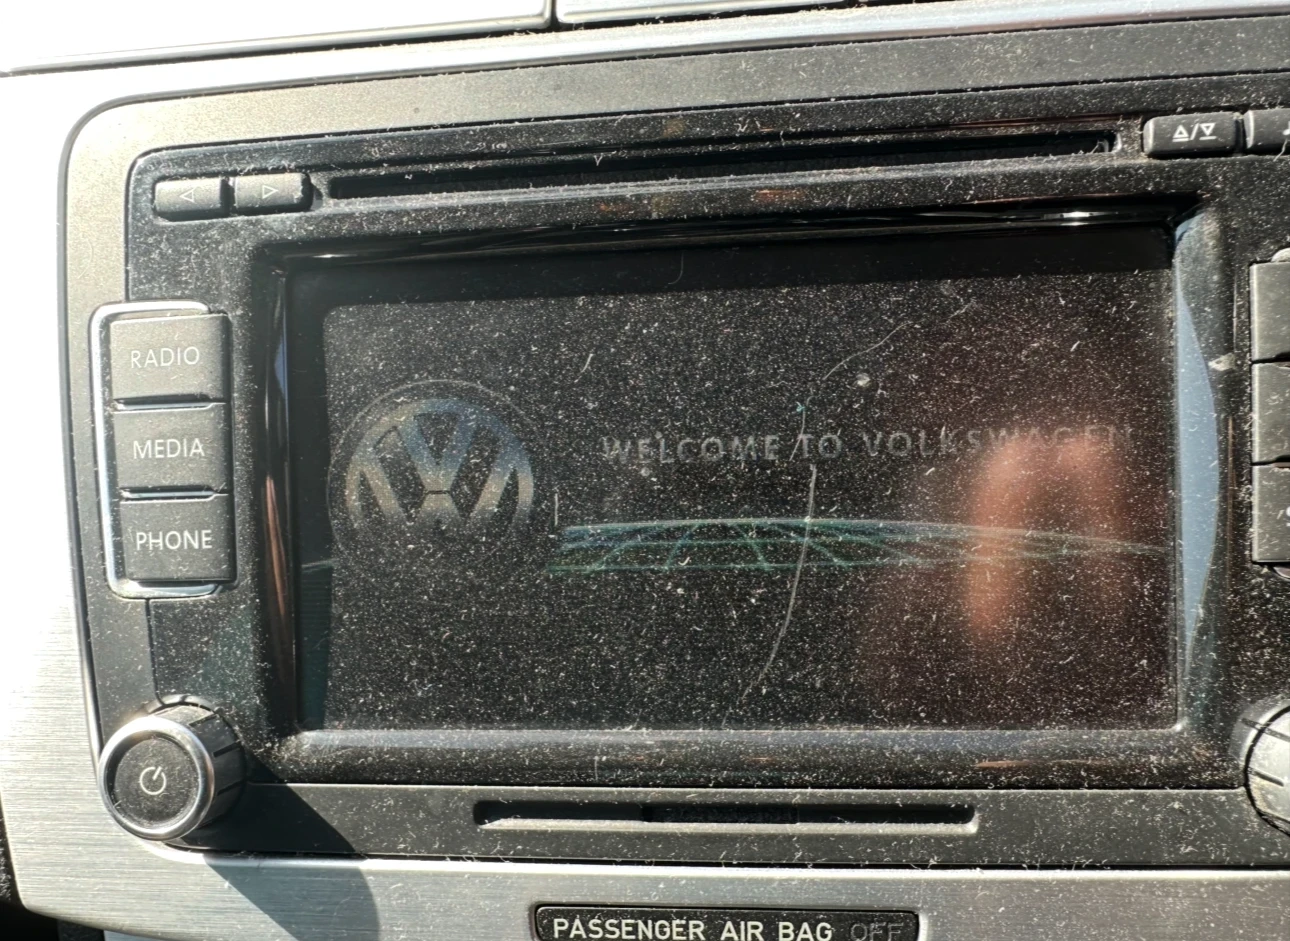 RADIO
MEDIA
PHONE
WELCOME TO VOLKSWAGEN
PASSENGER AIR BAG OFF